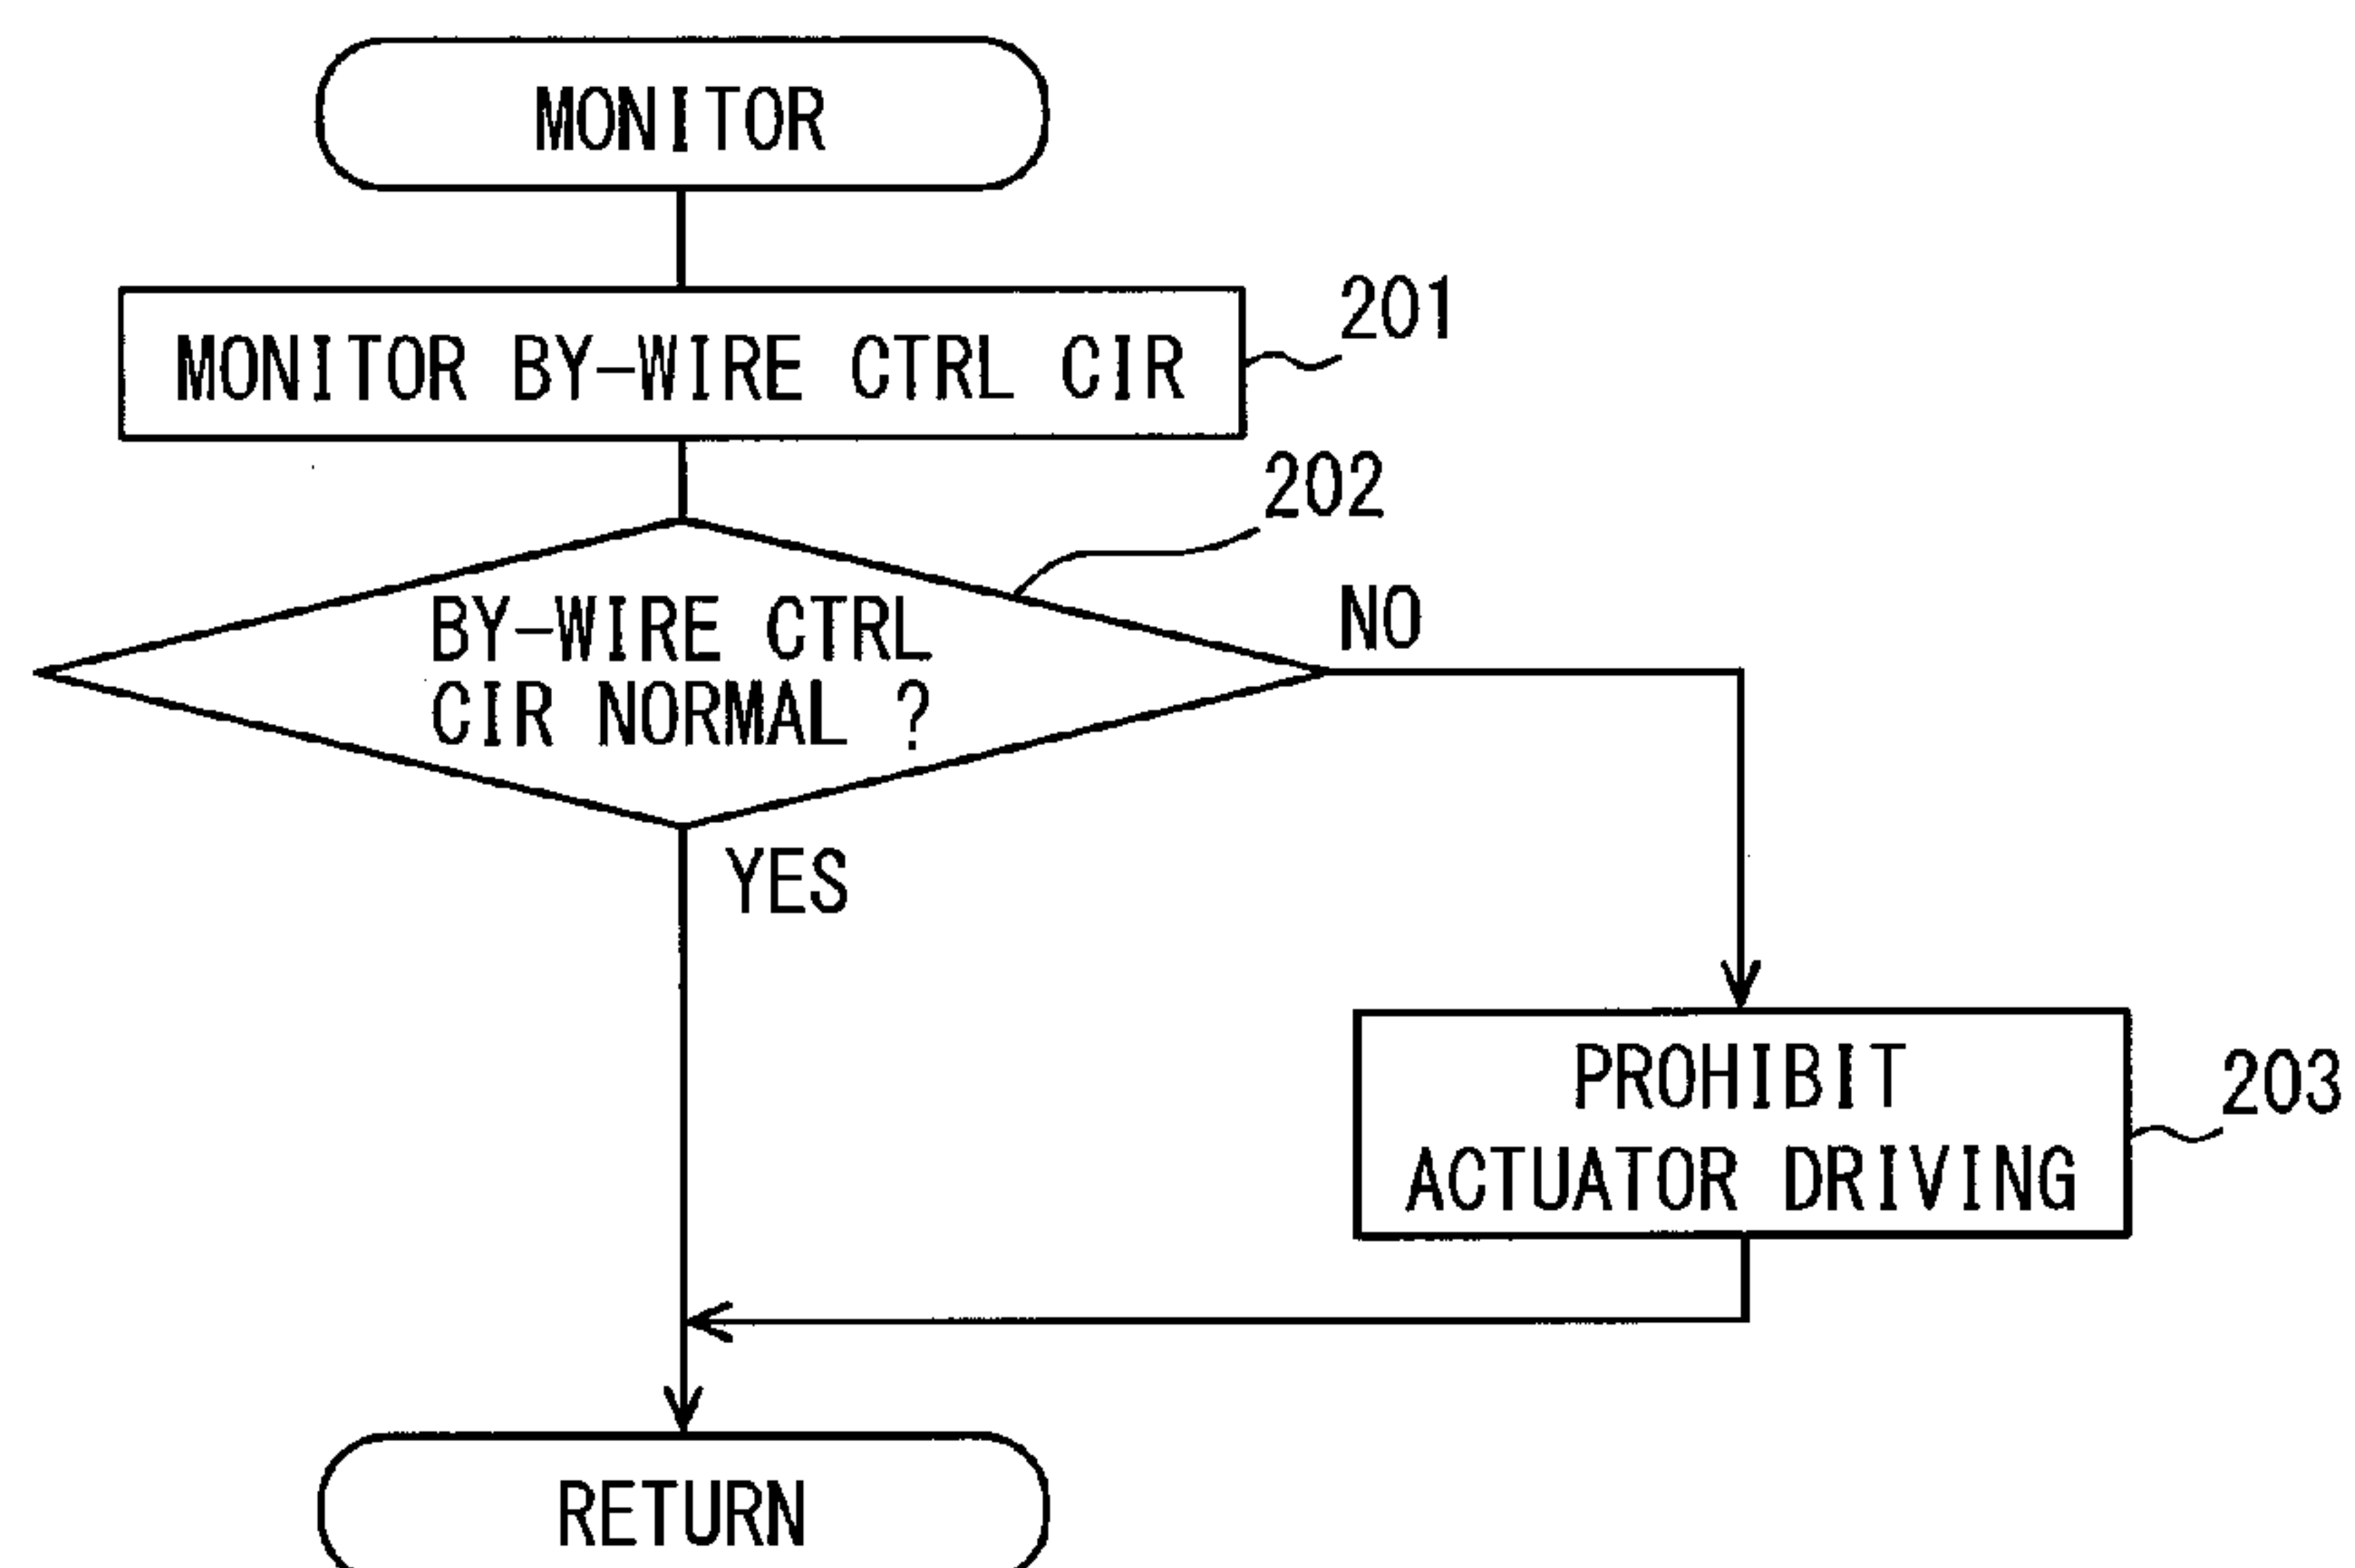 MONITOR
MONITOR BY-WIRE CTRL CIR
201
202
BY-WIRE CTRL
CIR NORMAL ?
NO
YES
PROHIBIT
ACTUATOR DRIVING
203
RETURN